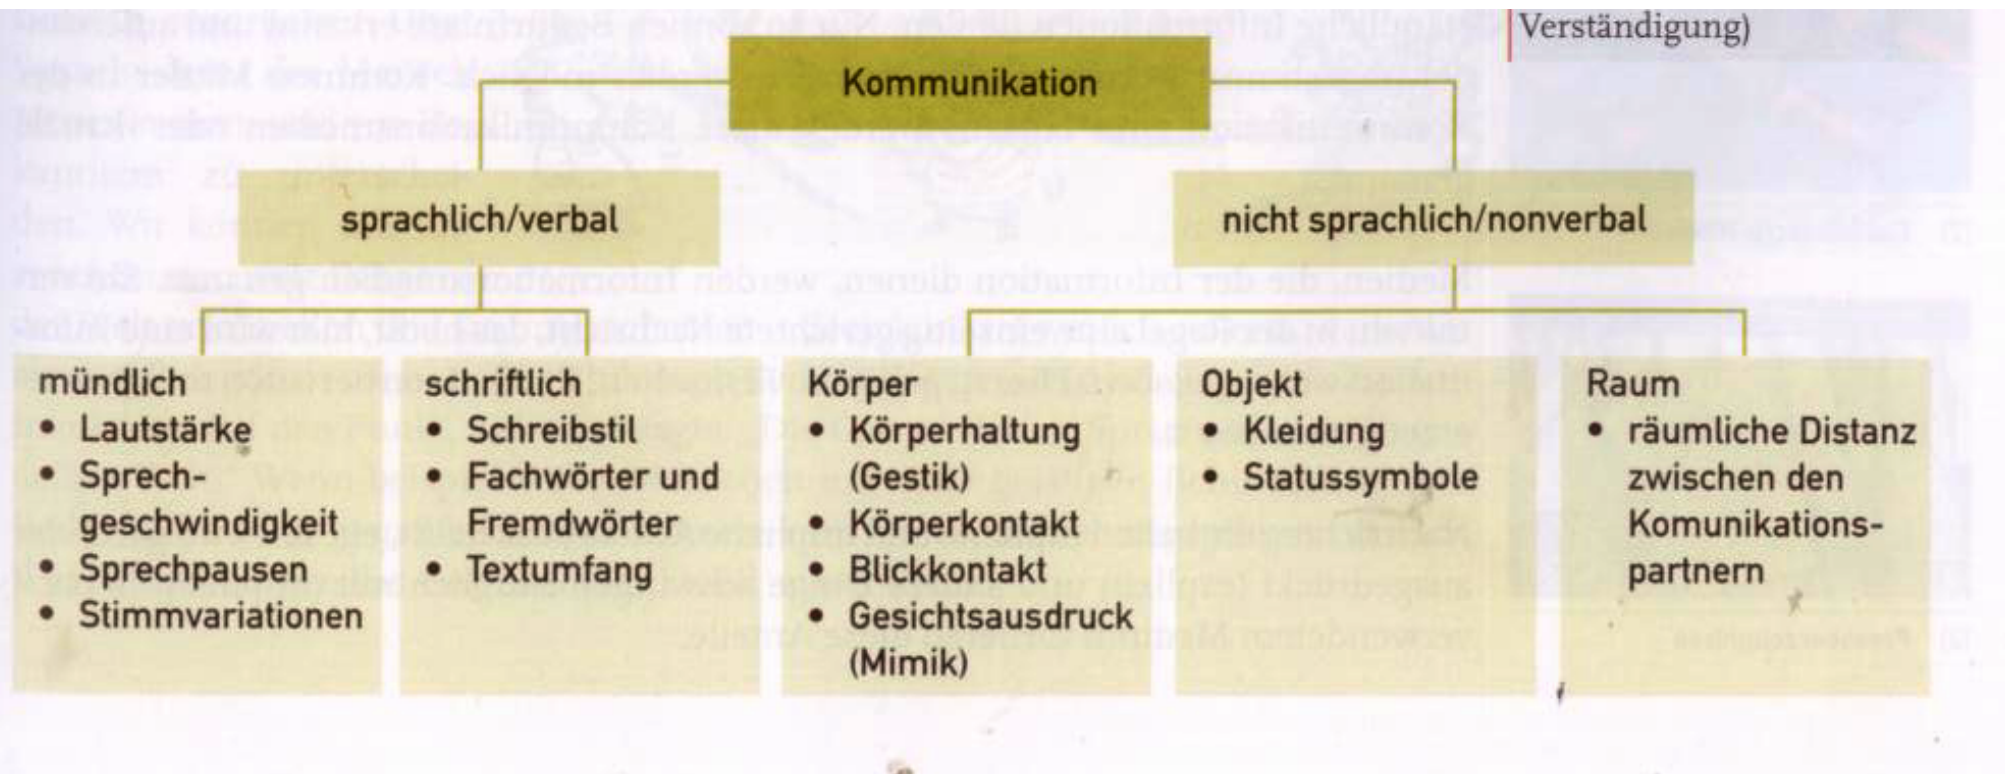 Verständigung)
Kommunikation
sprachlich/verbal
nicht sprachlich/nonverbal
mündlich
• Lautstärke
• Sprech-
geschwindigkeit
• Sprechpausen
• Stimmvariationen
schriftlich
• Schreibstil
• Fachwörter und
Fremdwörter
• Textumfang
Körper
• Körperhaltung
(Gestik)
• Körperkontakt
• Blickkontakt
• Gesichtsausdruck
(Mimik)
Objekt
• Kleidung
• Statussymbole
Raum
• räumliche Distanz
zwischen den
Komunikations-
partnern